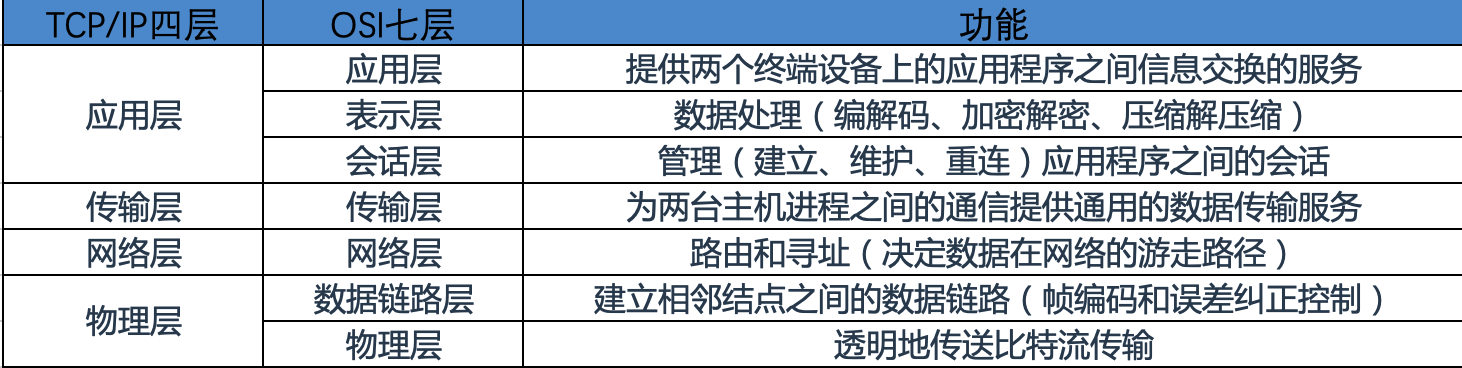 TCP/IP四层 OSI七层 功能
应用层 应用层 提供两个终端设备上的应用程序之间信息交换的服务
表示层 数据处理（编解码、加密解密、压缩解压缩）
会话层 管理（建立、维护、重连）应用程序之间的会话
传输层 传输层 为两台主机进程之间的通信提供通用的数据传输服务
网络层 网络层 路由和寻址（决定数据在网络的游走路径）
物理层 数据链路层 建立相邻结点之间的数据链路（帧编码和误差纠正控制）
物理层 透明地传送比特流传输